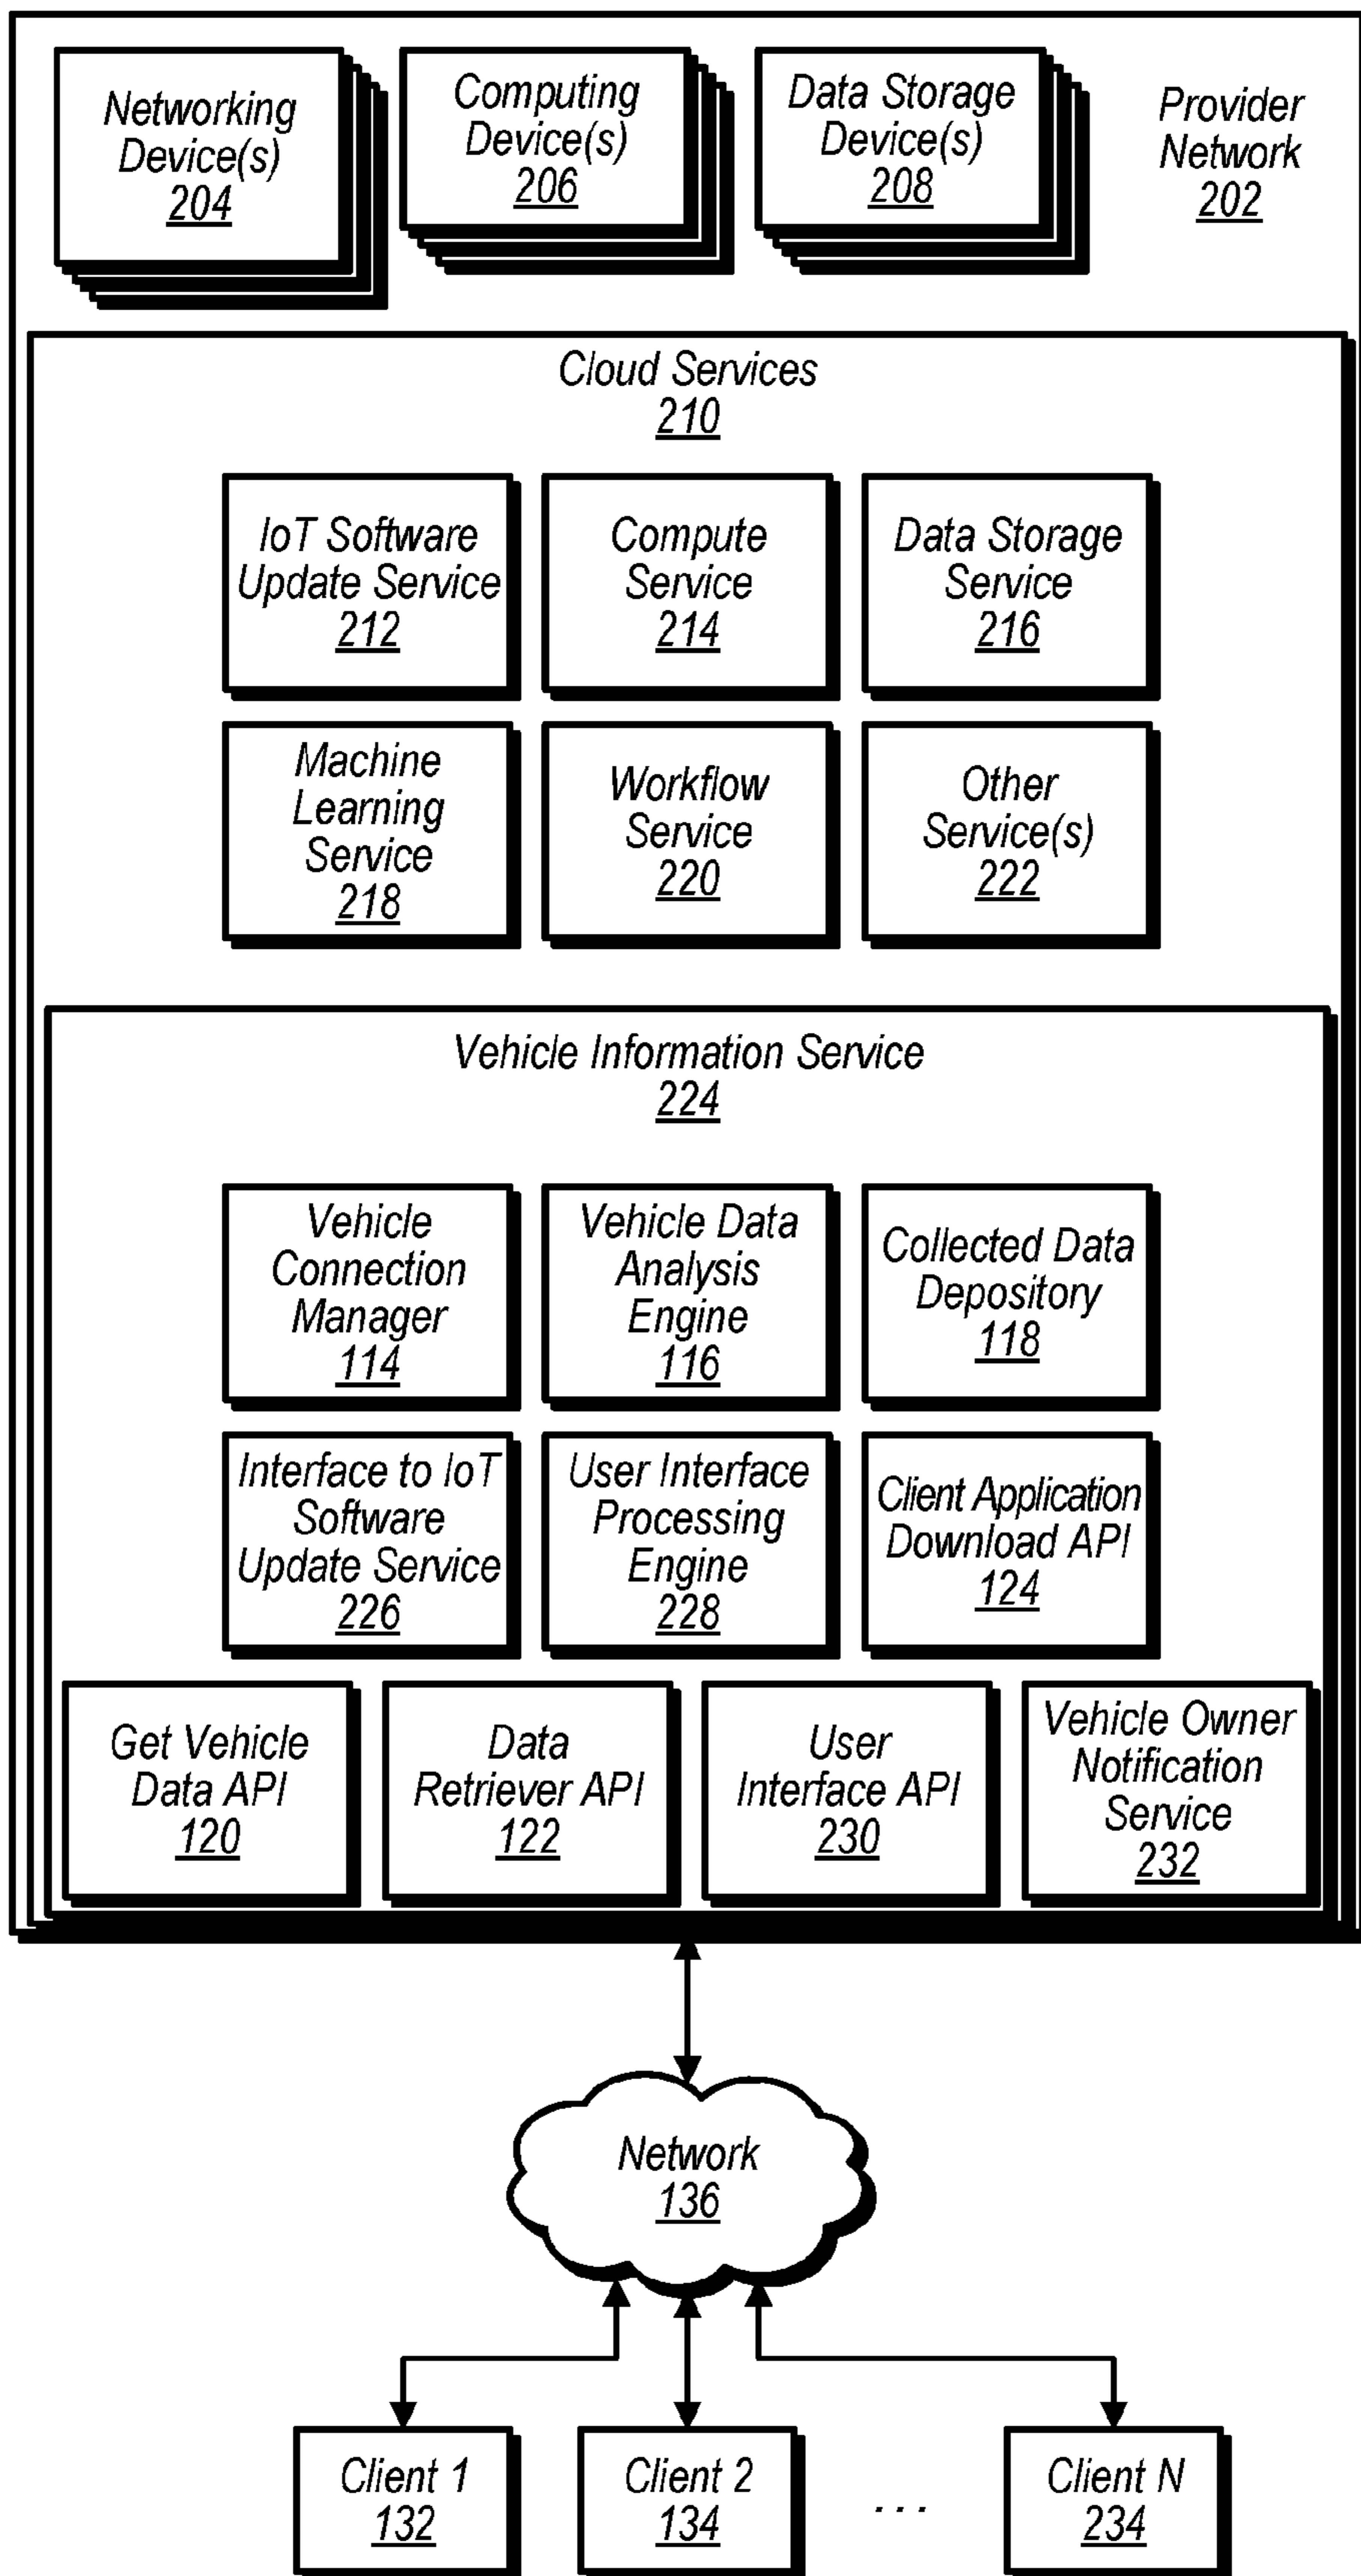 Networking
Device(s)
204
Computing
Device(s)
206
Data Storage
Device(s)
208
Provider
Network
202
Cloud Services
210
IoT Software
Update Service
212
Compute
Service
214
Data Storage
Service
216
Machine
Learning
Service
218
Workflow
Service
220
Other
Service(s)
222
Vehicle Information Service
224
Vehicle
Connection
Manager
114
Vehicle Data
Analysis
Engine
116
Collected Data
Depository
118
Interface to IoT
Software
Update Service
226
User Interface
Processing
Engine
228
Client Application
Download API
124
Get Vehicle
Data API
120
Data
Retriever API
122
User
Interface API
230
Vehicle Owner
Notification
Service
232
Network
136
Client 1
132
Client 2
134
...
Client N
234